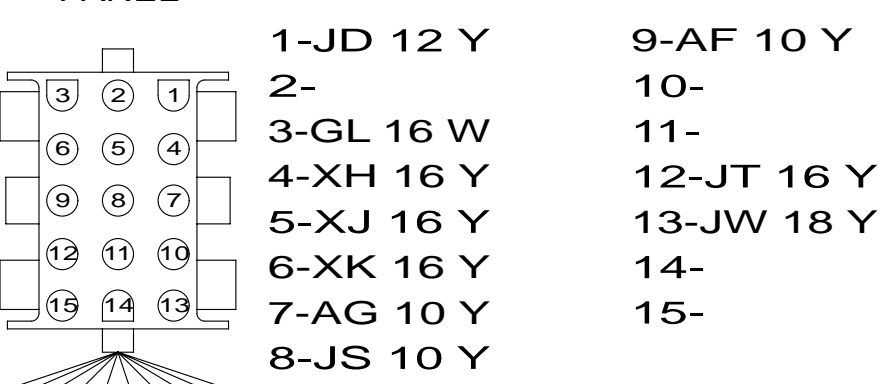 1-JD 12 Y
2-
3-GL 16 W
4-XH 16 Y
5-XJ 16 Y
6-XK 16 Y
7-AG 10 Y
8-JS 10 Y
9-AF 10 Y
10-
11-
12-JT 16 Y
13-JW 18 Y
14-
15-
3 2 1
6 5 4
9 8 7
12 11 10
15 14 13